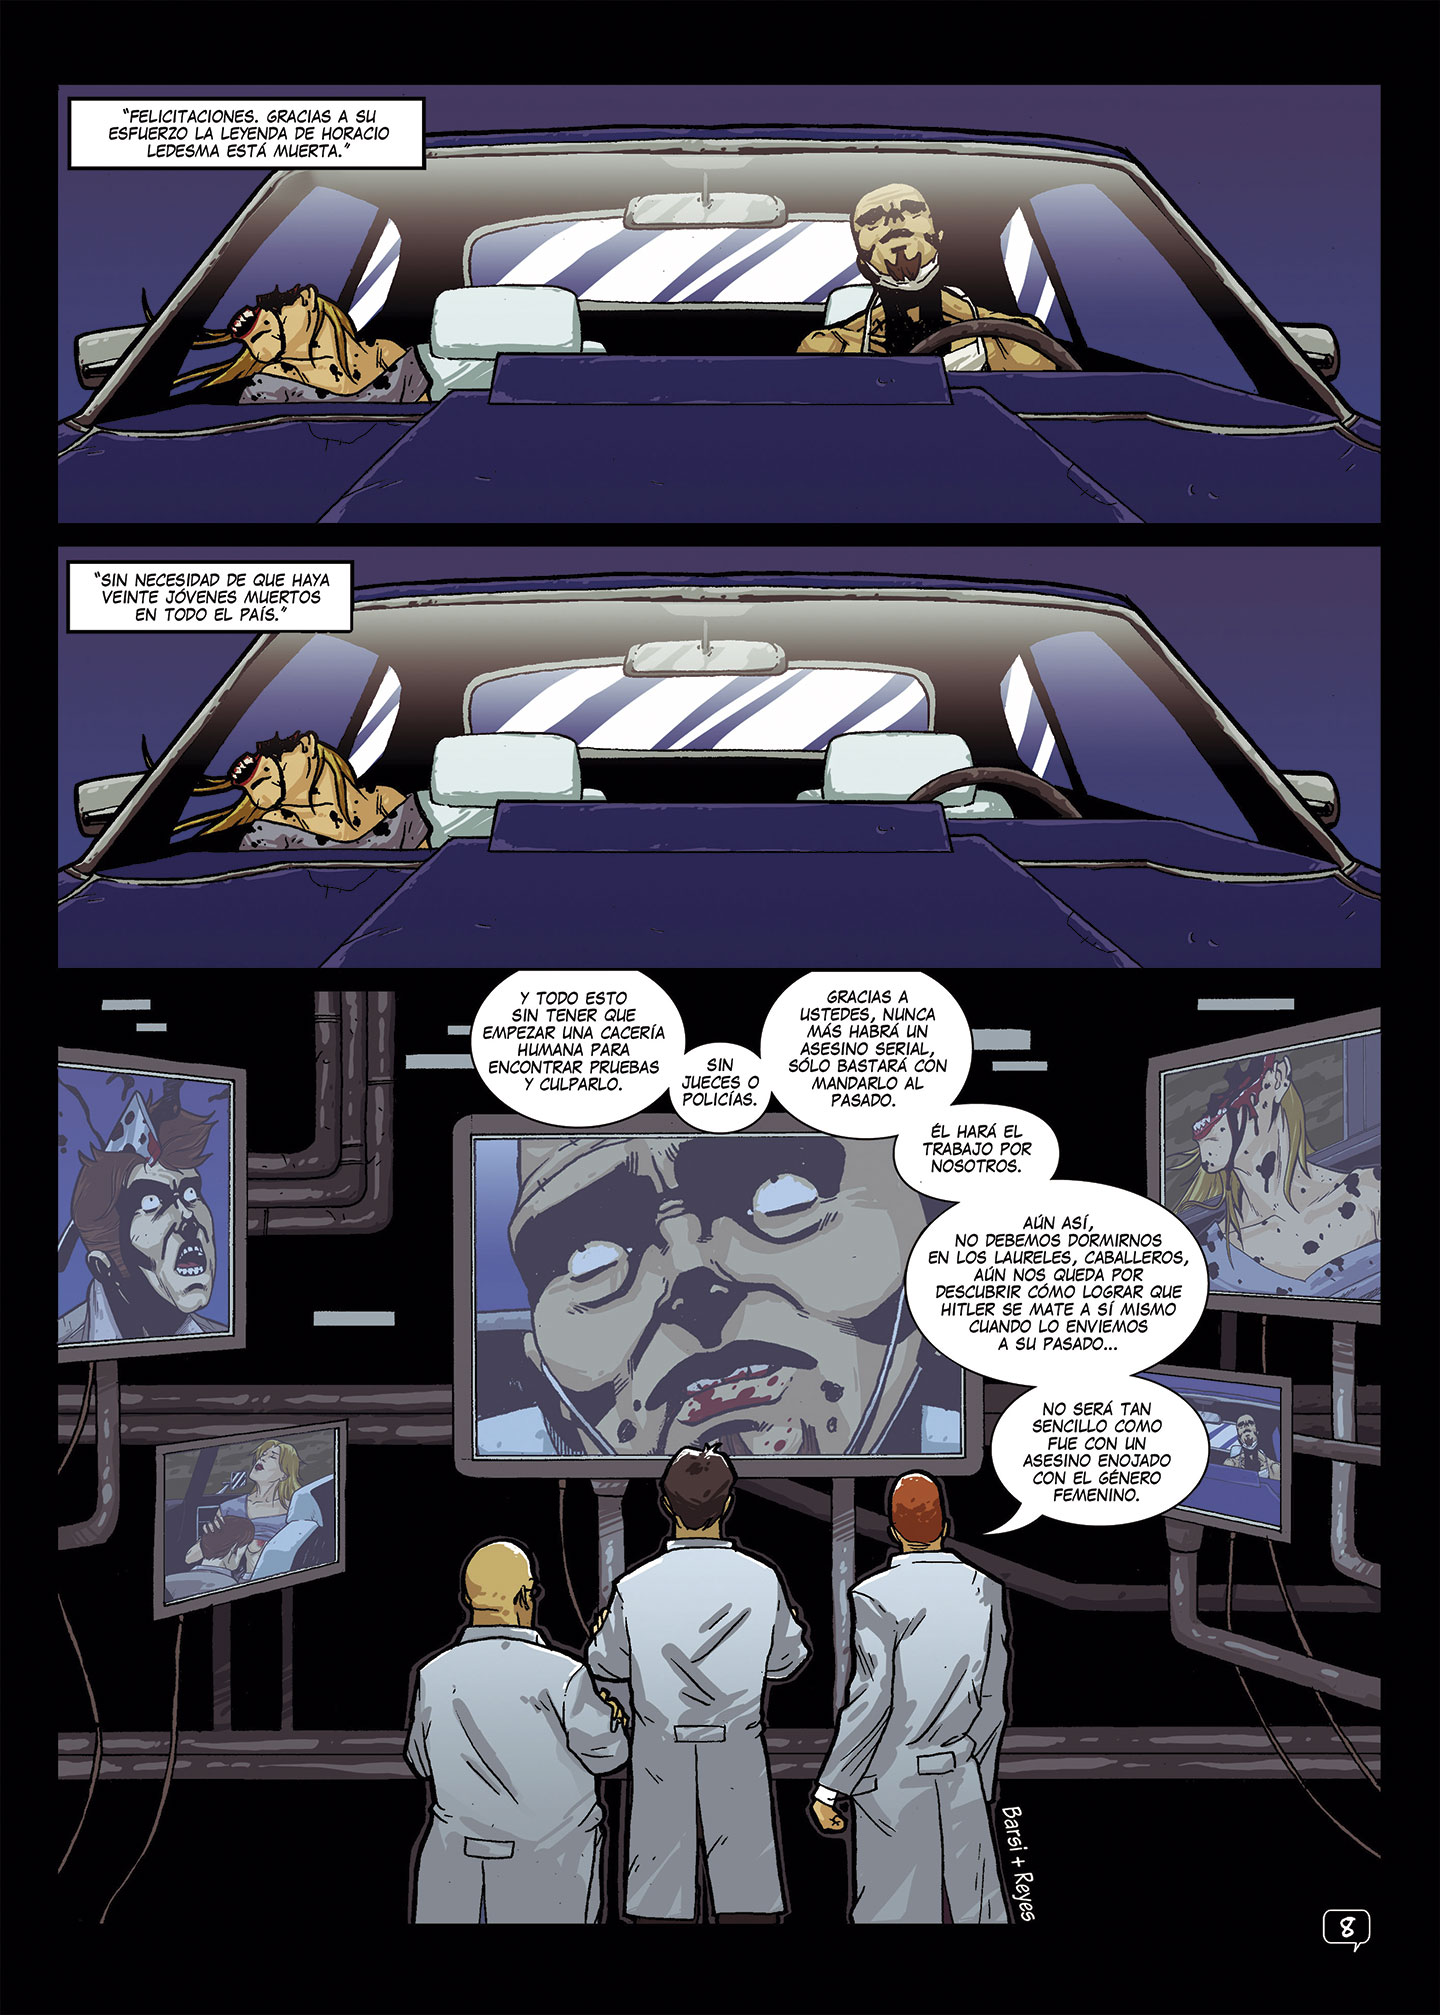 "FELICITACIONES. GRACIAS A SU
ESFUERZO LA LEYENDA DE HORACIO
LEDESMA ESTÁ MUERTA."
"SIN NECESIDAD DE QUE HAYA
VEINTE JÓVENES MUERTOS
EN TODO EL PAÍS."
Y TODO ESTO
SIN TENER QUE
EMPEZAR UNA CACERÍA
HUMANA PARA
ENCONTRAR PRUEBAS
Y CULPARLO.
SIN
JUECES O
POLICÍAS.
GRACIAS A
USTEDES, NUNCA
MÁS HABRÁ UN
ASESINO SERIAL,
SÓLO BASTARÁ CON
MANDARLO AL
PASADO.
ÉL HARÁ EL
TRABAJO POR
NOSOTROS.
AÚN ASÍ,
NO DEBEMOS DORMIRNOS
EN LOS LAURELES, CABALLEROS,
AÚN NOS QUEDA POR
DESCUBRIR CÓMO LOGRAR QUE
HITLER SE MATE A SÍ MISMO
CUANDO LO ENVIEMOS
A SU PASADO...
NO SERÁ TAN
SENCILLO COMO
FUE CON UN
ASESINO ENOJADO
CON EL GÉNERO
FEMENINO.
Barsi + Reyes
8